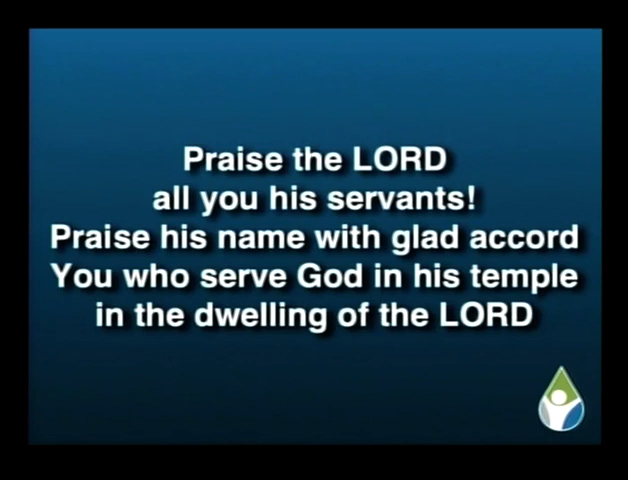 Praise the LORD
all you his servants!
Praise his name with glad accord
You who serve God in his temple
in the dwelling of the LORD